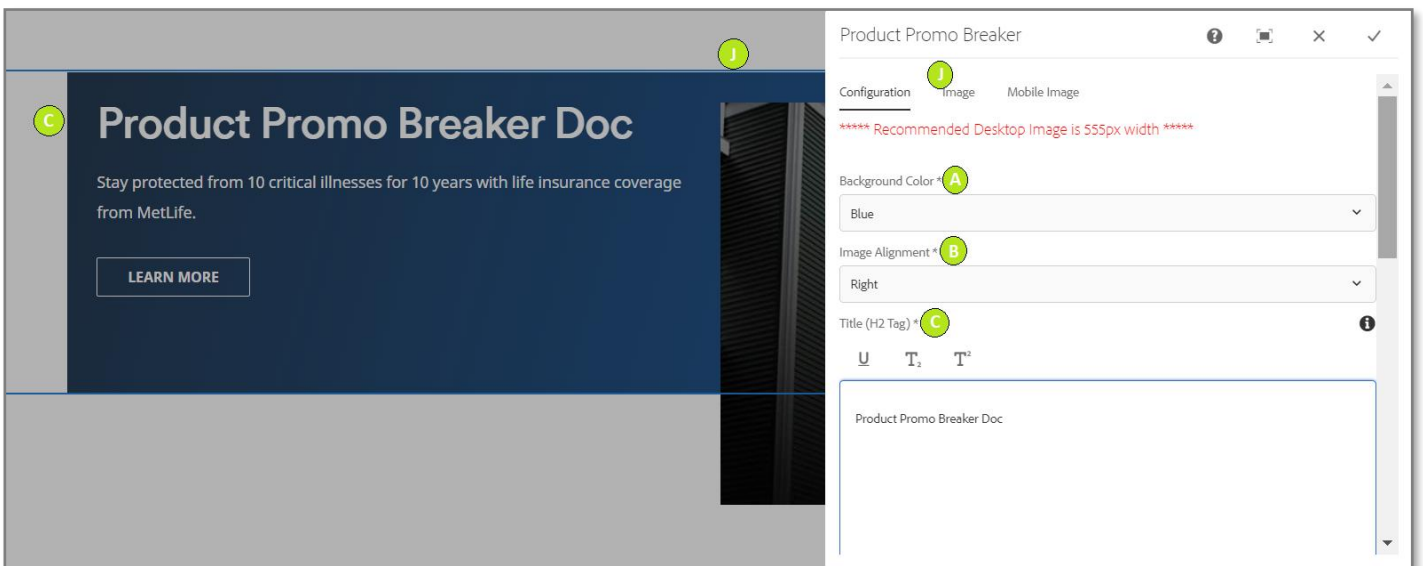 J
C
Product Promo Breaker Doc
Stay protected from 10 critical illnesses for 10 years with life insurance coverage
from MetLife.
LEARN MORE
Product Promo Breaker
J
Configuration Image Mobile Image
***** Recommended Desktop Image is 555px width *****
Background Color * A
Blue
Image Alignment * B
Right
Title (H2 Tag) * C
U T₂ T²
Product Promo Breaker Doc